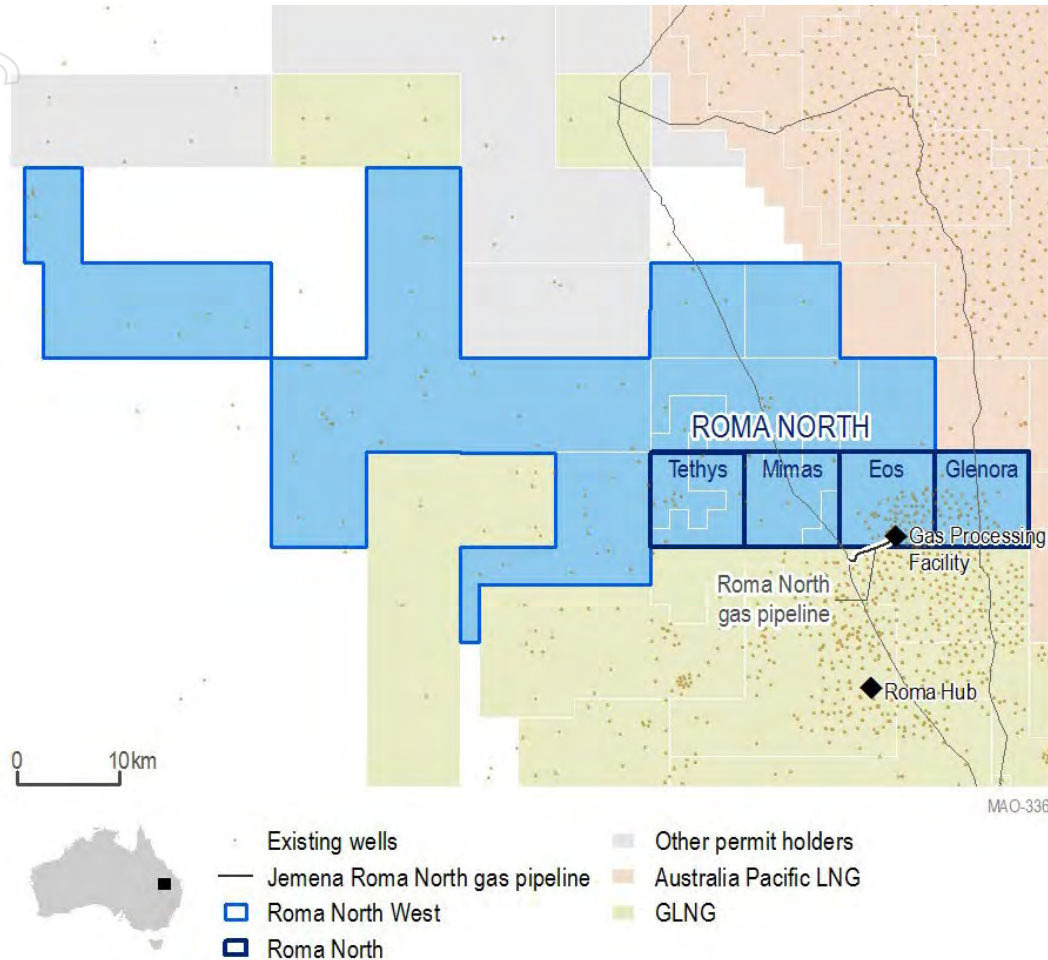 ROMA NORTH
Tethys
Mimas
Eos
Glenora
Gas Processing
Facility
Roma North
gas pipeline
Roma Hub
0
10km
MAO-336
Existing wells
Jemena Roma North gas pipeline
Roma North West
Roma North
Other permit holders
Australia Pacific LNG
GLNG